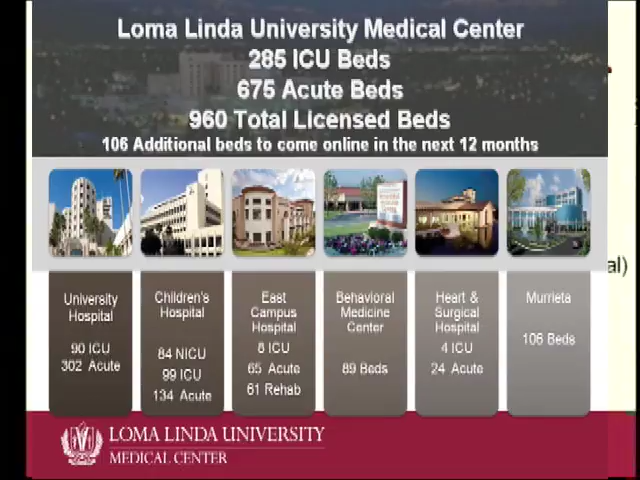 Loma Linda University Medical Center
285 ICU Beds
675 Acute Beds
960 Total Licensed Beds
106 Additional beds to come online in the next 12 months
al)
University
Hospital
90 ICU
302 Acute
Children's
Hospital
84 NICU
99 ICU
134 Acute
East
Campus
Hospital
8 ICU
65 Acute
61 Rehab
Behavioral
Medicine
Center
89 Beds
Heart &
Surgical
Hospital
4 ICU
24 Acute
Murrieta
106 Beds
LOMA LINDA UNIVERSITY
MEDICAL CENTER